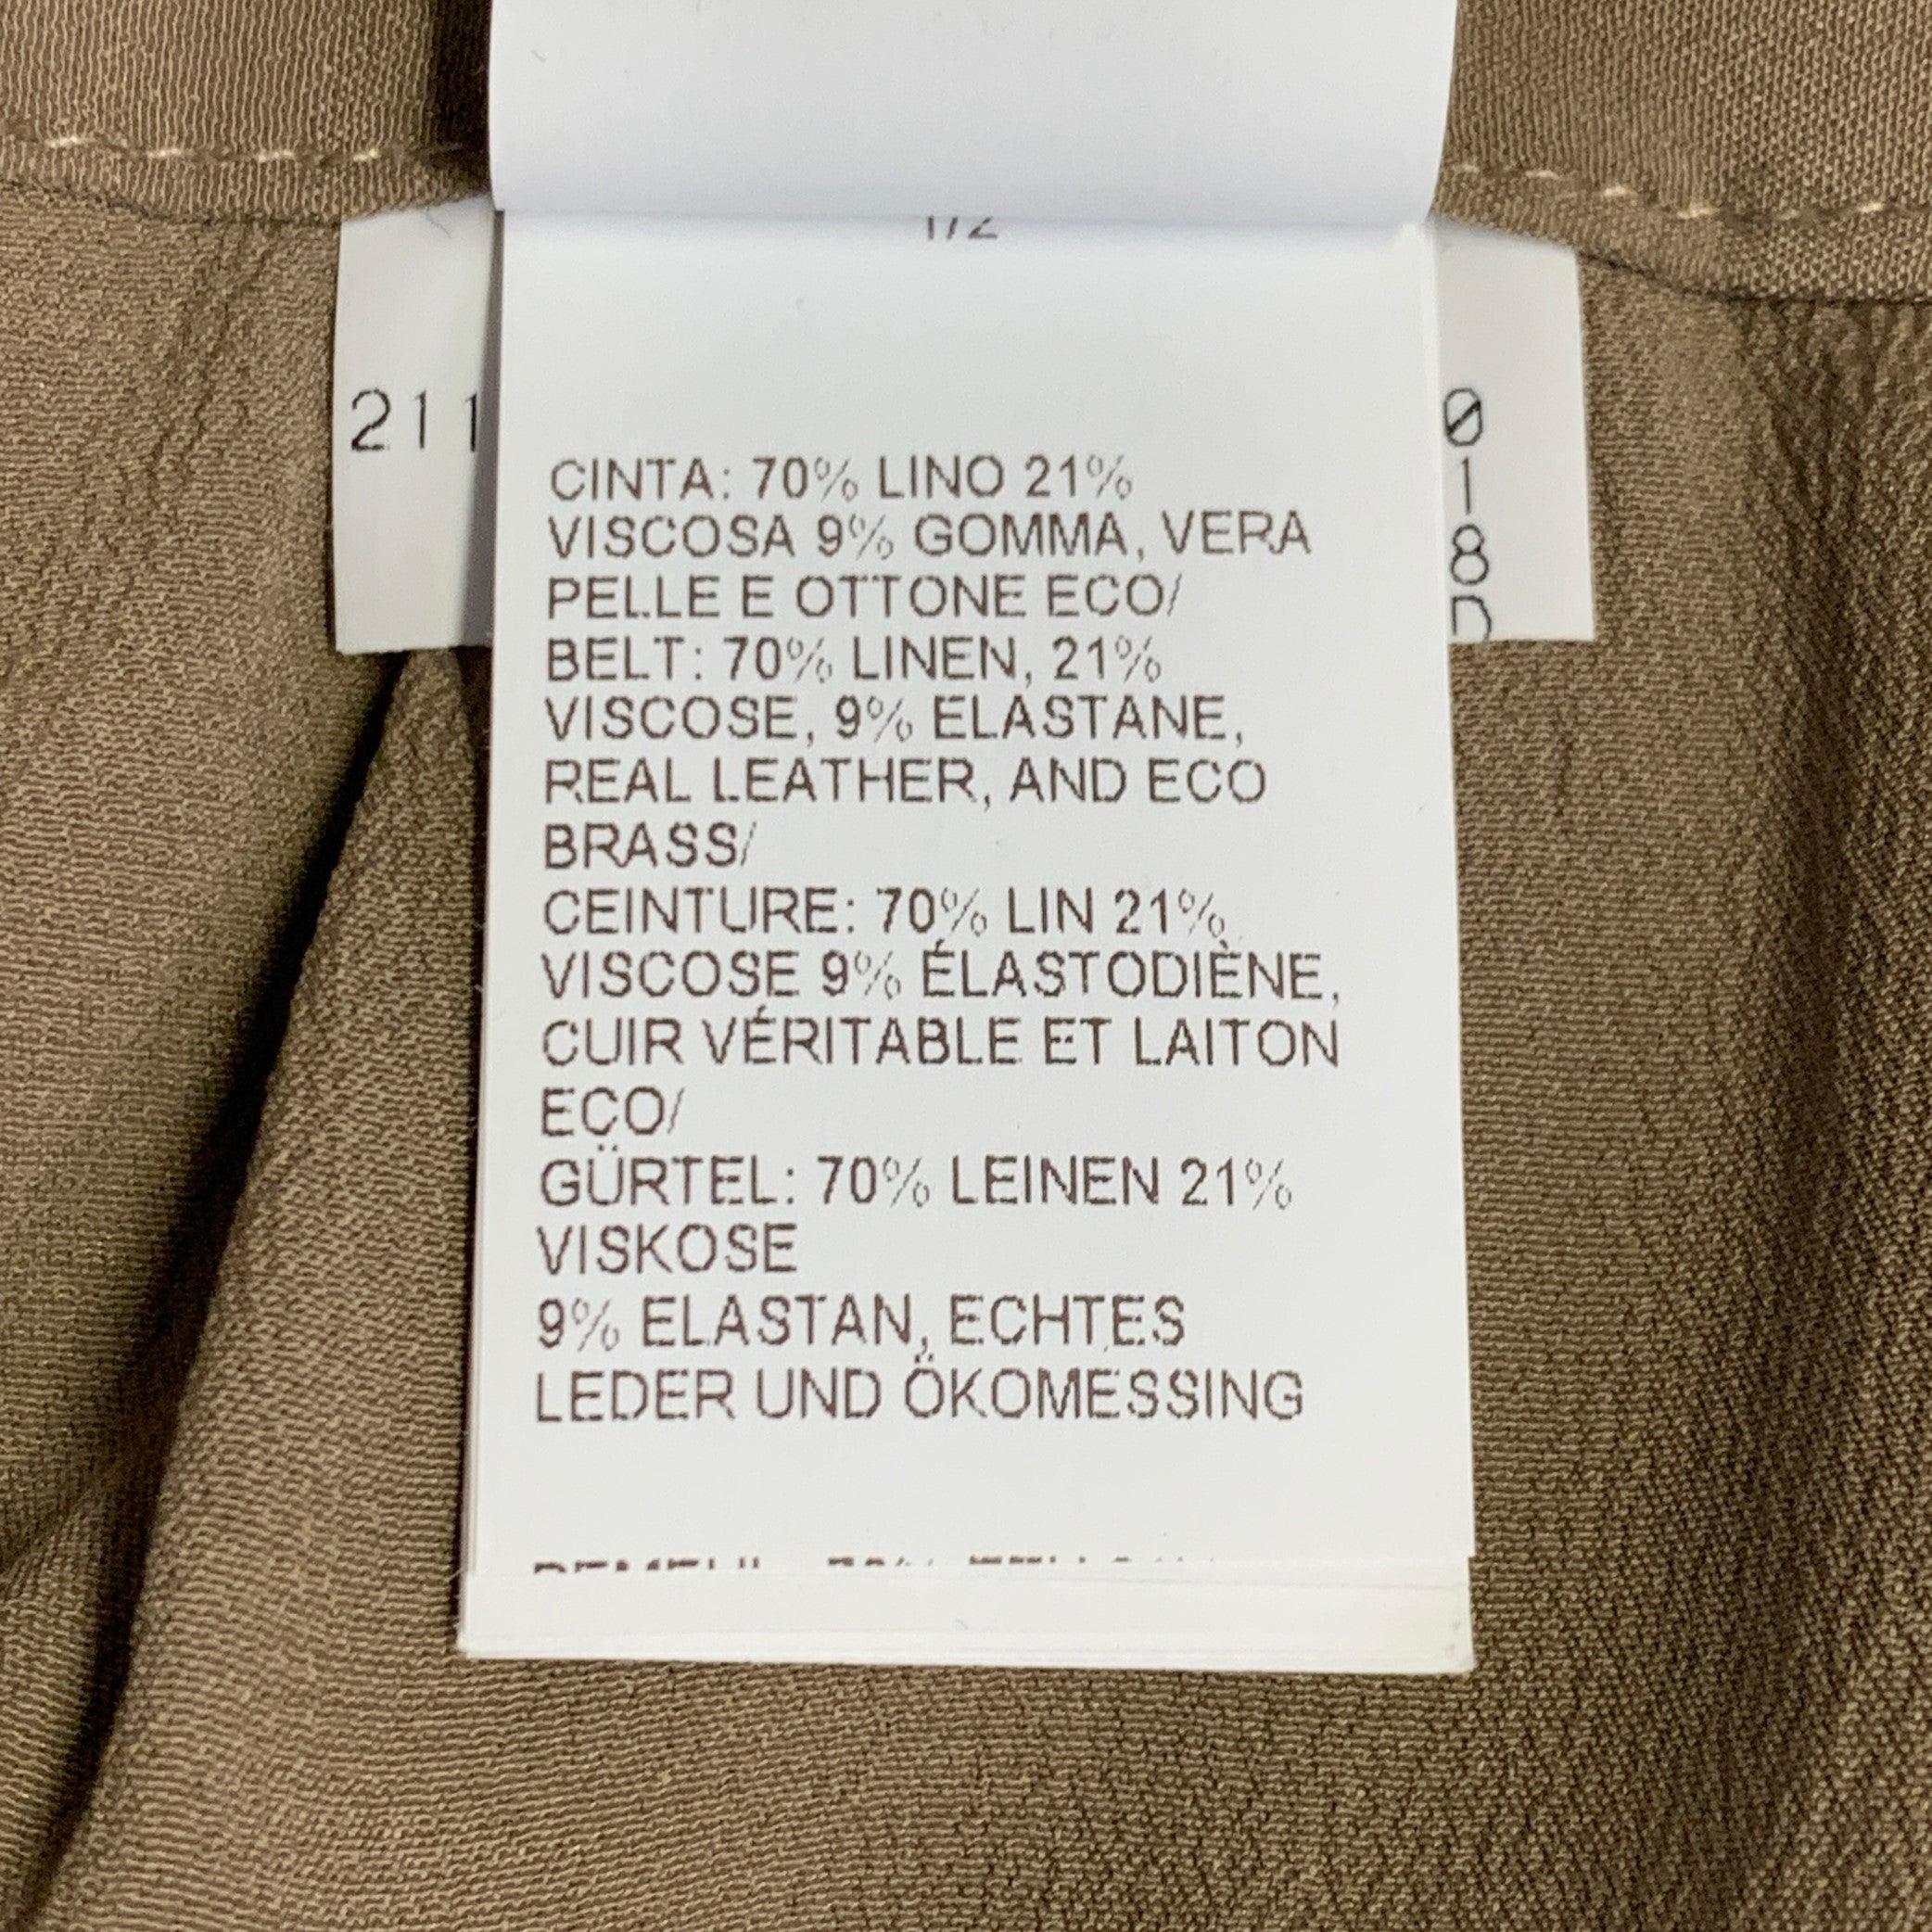 1/2
211
0
1
8
CINTA: 70% LINO 21%
VISCOSA 9% GOMMA, VERA
PELLE E OTTONE ECO/
BELT: 70% LINEN, 21%
VISCOSE, 9% ELASTANE,
REAL LEATHER, AND ECO
BRASS/
CEINTURE: 70% LIN 21%
VISCOSE 9% ÉLASTODIÈNE,
CUIR VÉRITABLE ET LAITON
ECO/
GÜRTEL: 70% LEINEN 21%
VISKOSE
9% ELASTAN, ECHTES
LEDER UND ÖKOMESSING